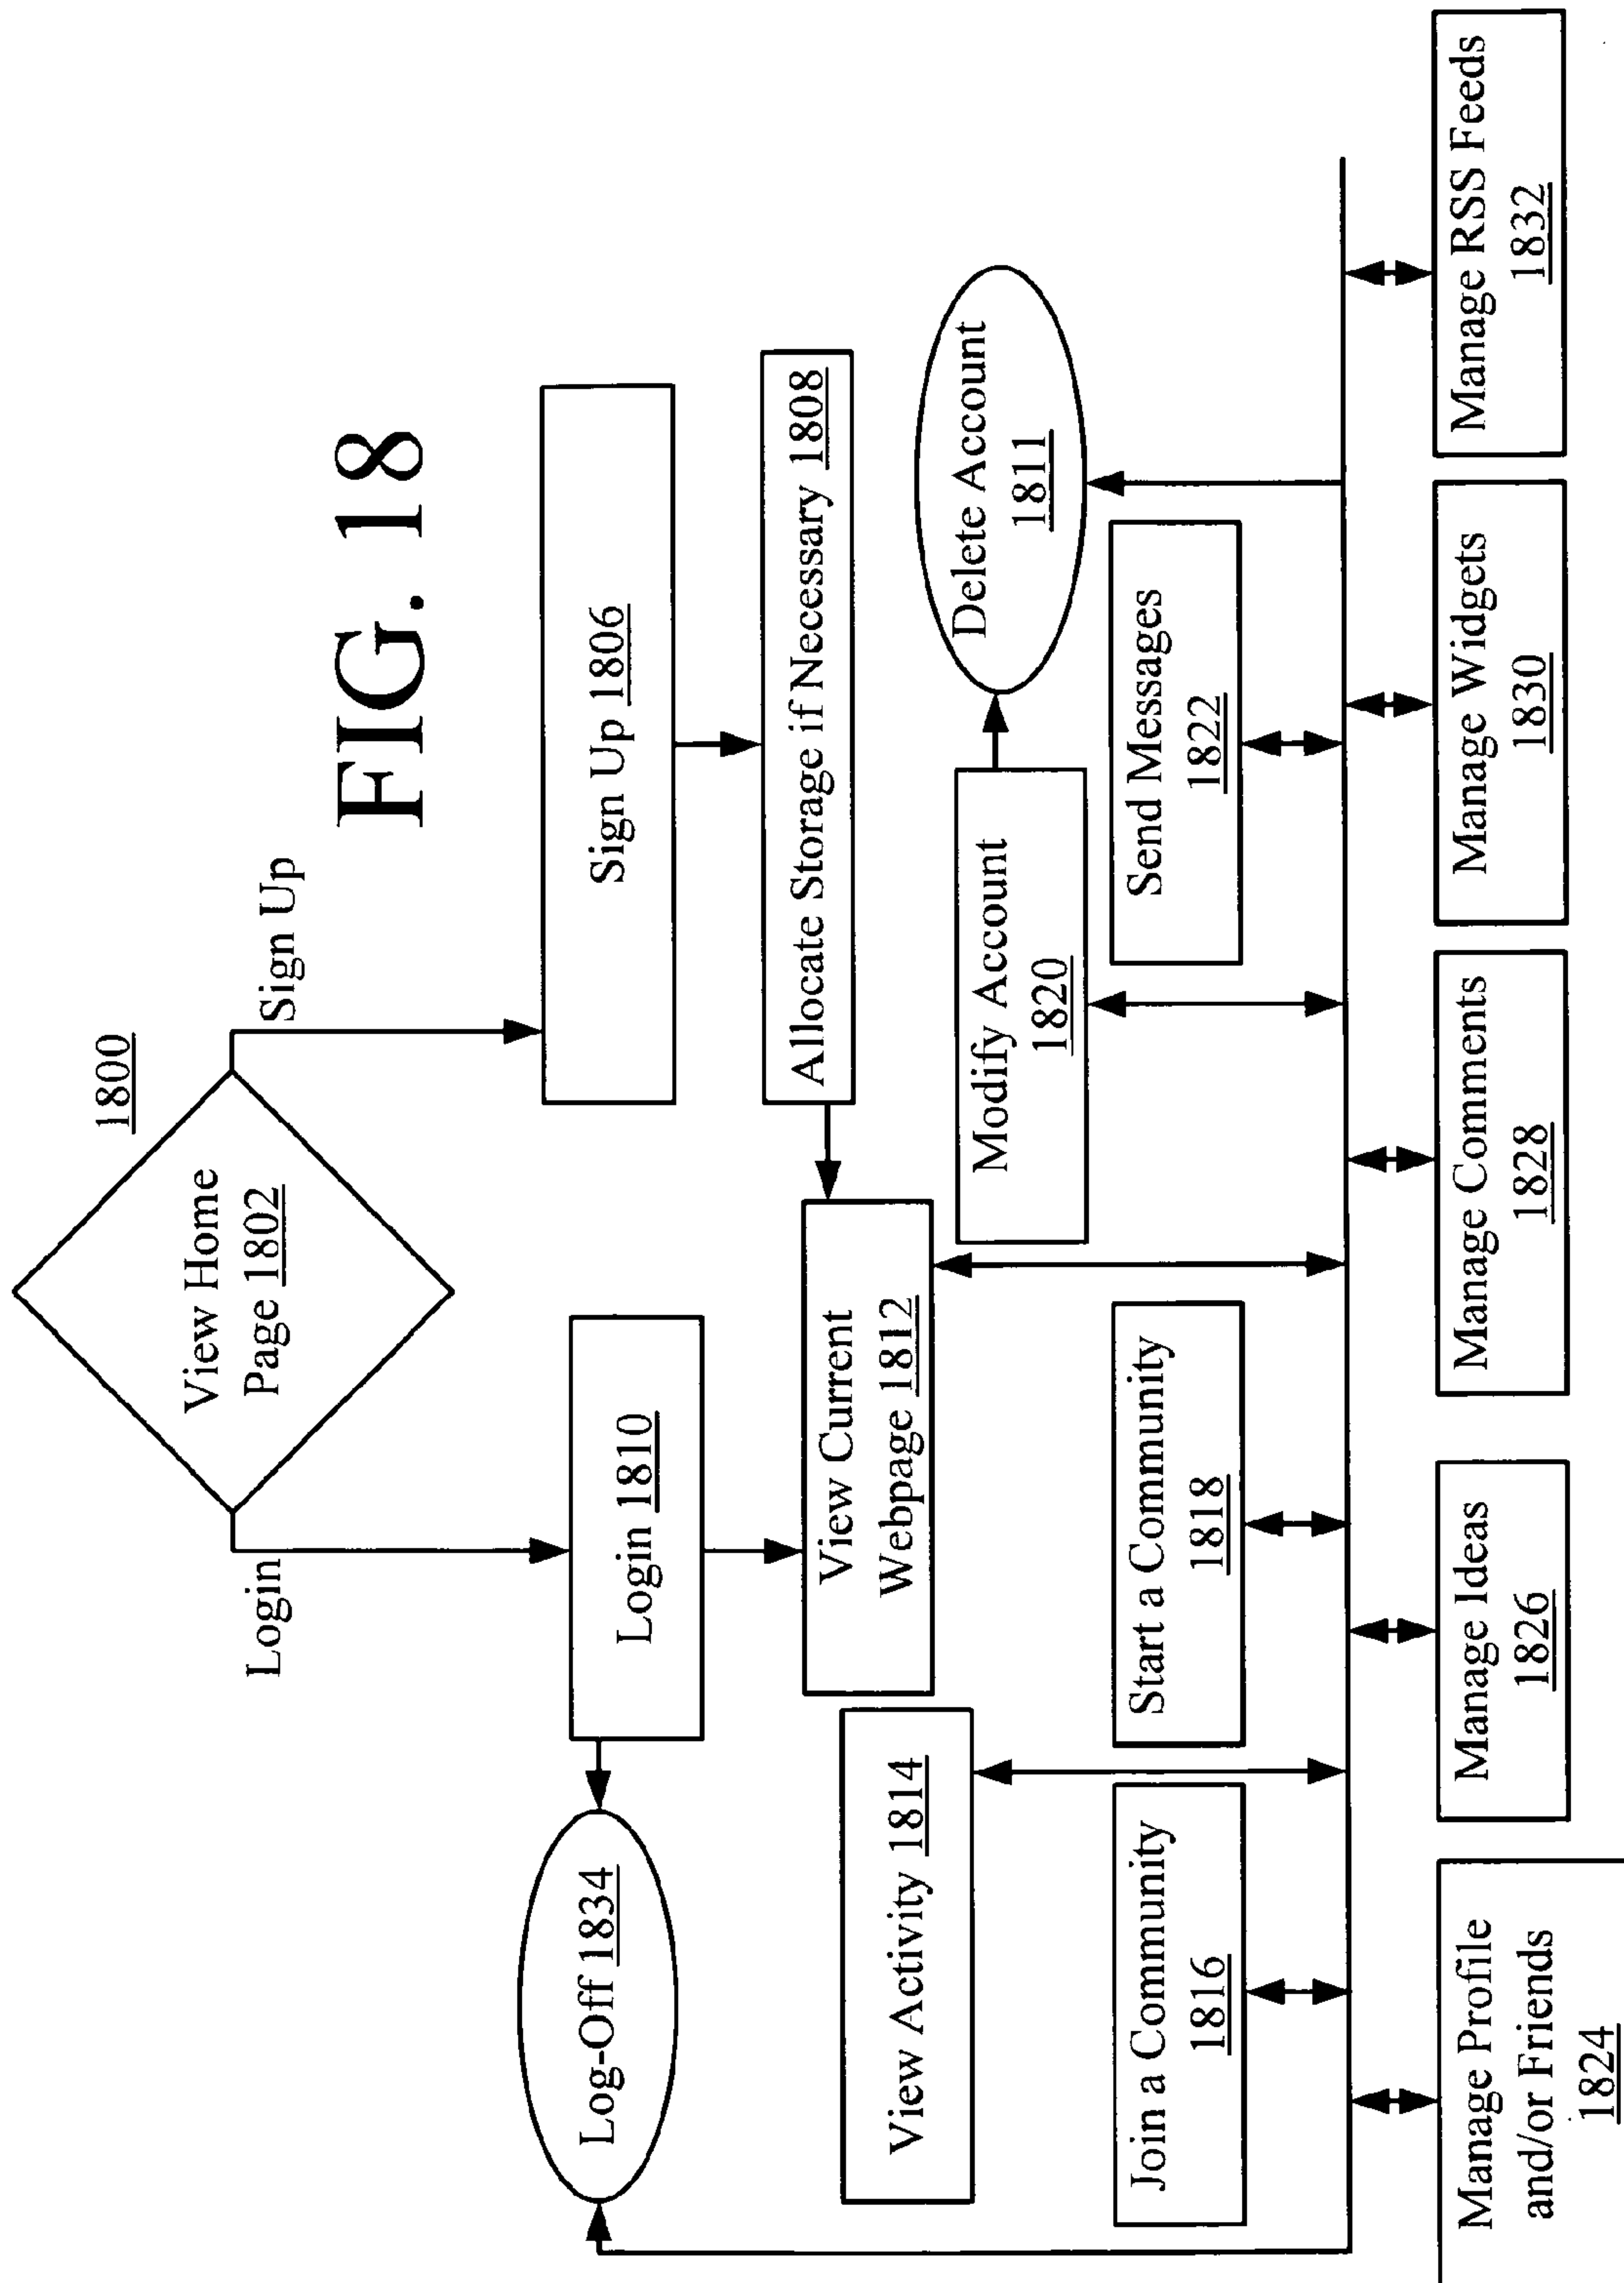 FIG. 18
1800
View Home
Page 1802
Login
Sign Up
Log-Off 1834
Login 1810
Sign Up 1806
Allocate Storage if Necessary 1808
View Current
Webpage 1812
View Activity 1814
Modify Account
1820
Delete Account
1811
Join a Community
1816
Start a Community
1818
Send Messages
1822
Manage Profile
and/or Friends
1824
Manage Ideas
1826
Manage Comments
1828
Manage Widgets
1830
Manage RSS Feeds
1832